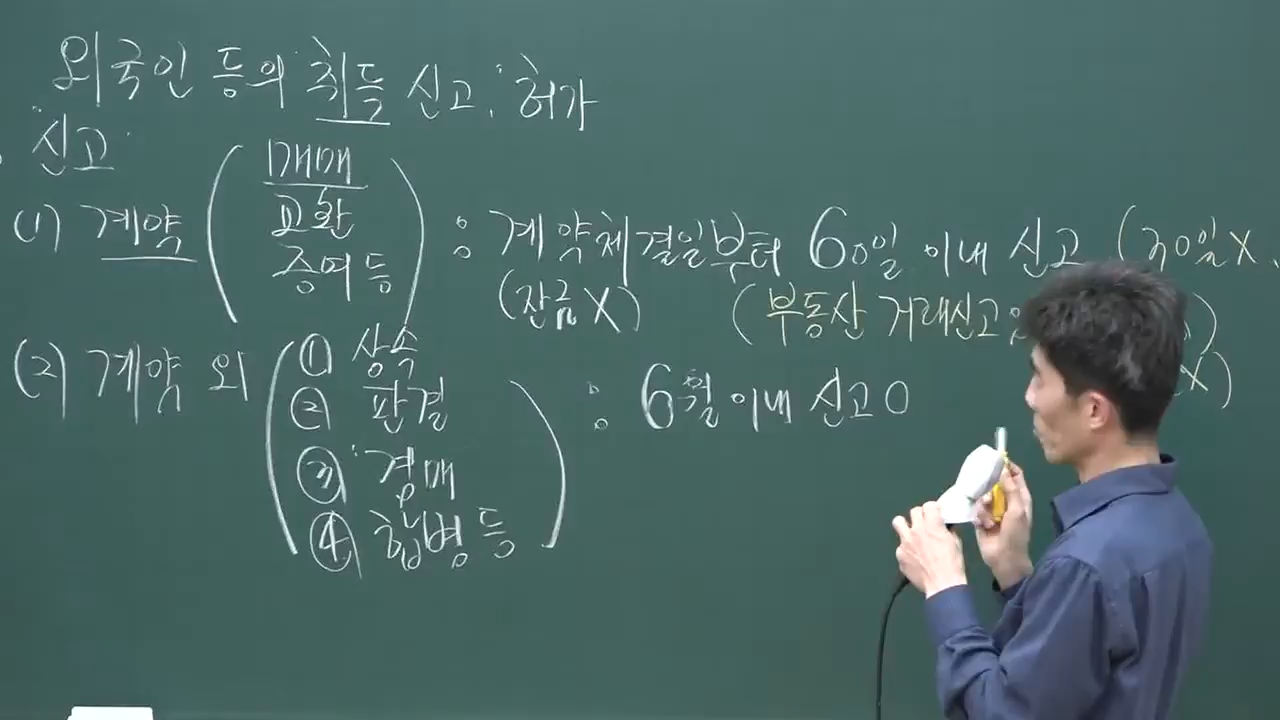 외국인 등의 취득 신고·허가
신고
(1) 계약 ( 매매 교환 증여 등 ) : 계약체결일부터 60일 이내 신고 (30일X
(잔금X) (부동산 거래신고
X)
(2) 계약 외 ( ① 상속
② 판결
③ 경매
④ 합병 등 ) : 6월 이내 신고O